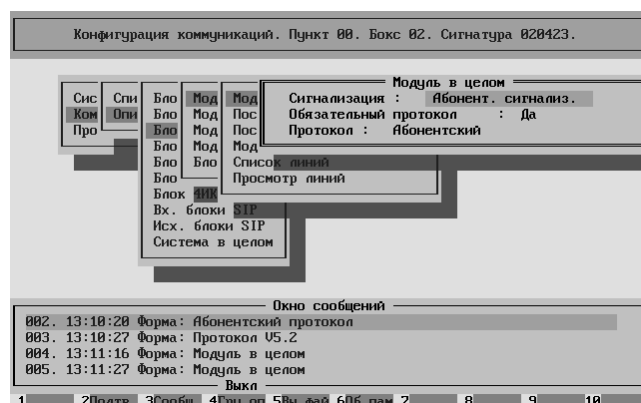 Конфигурация коммуникаций. Пункт 00. Бокс 02. Сигнатура 020423.
Модуль в целом
Сис Спи Бло Мод Мод Сигнализация : Абонент. сигнализ.
Ком Опи Бло Мод Пос Обязательный протокол : Да
Про Бло Мод Пос Протокол : Абонентский
Бло Мод Мод
Бло Бло Список линий
Бло Просмотр линий
Блок 4ИК
Вх. блоки SIP
Исх. блоки SIP
Система в целом
Окно сообщений
002. 13:10:20 Форма: Абонентский протокол
003. 13:10:27 Форма: Протокол V5.2
004. 13:11:16 Форма: Модуль в целом
005. 13:11:27 Форма: Модуль в целом
Выкл
1 2Подтв 3Сообщ 4Гру оп 5Вы фай 6Об пам 7 8 9 10